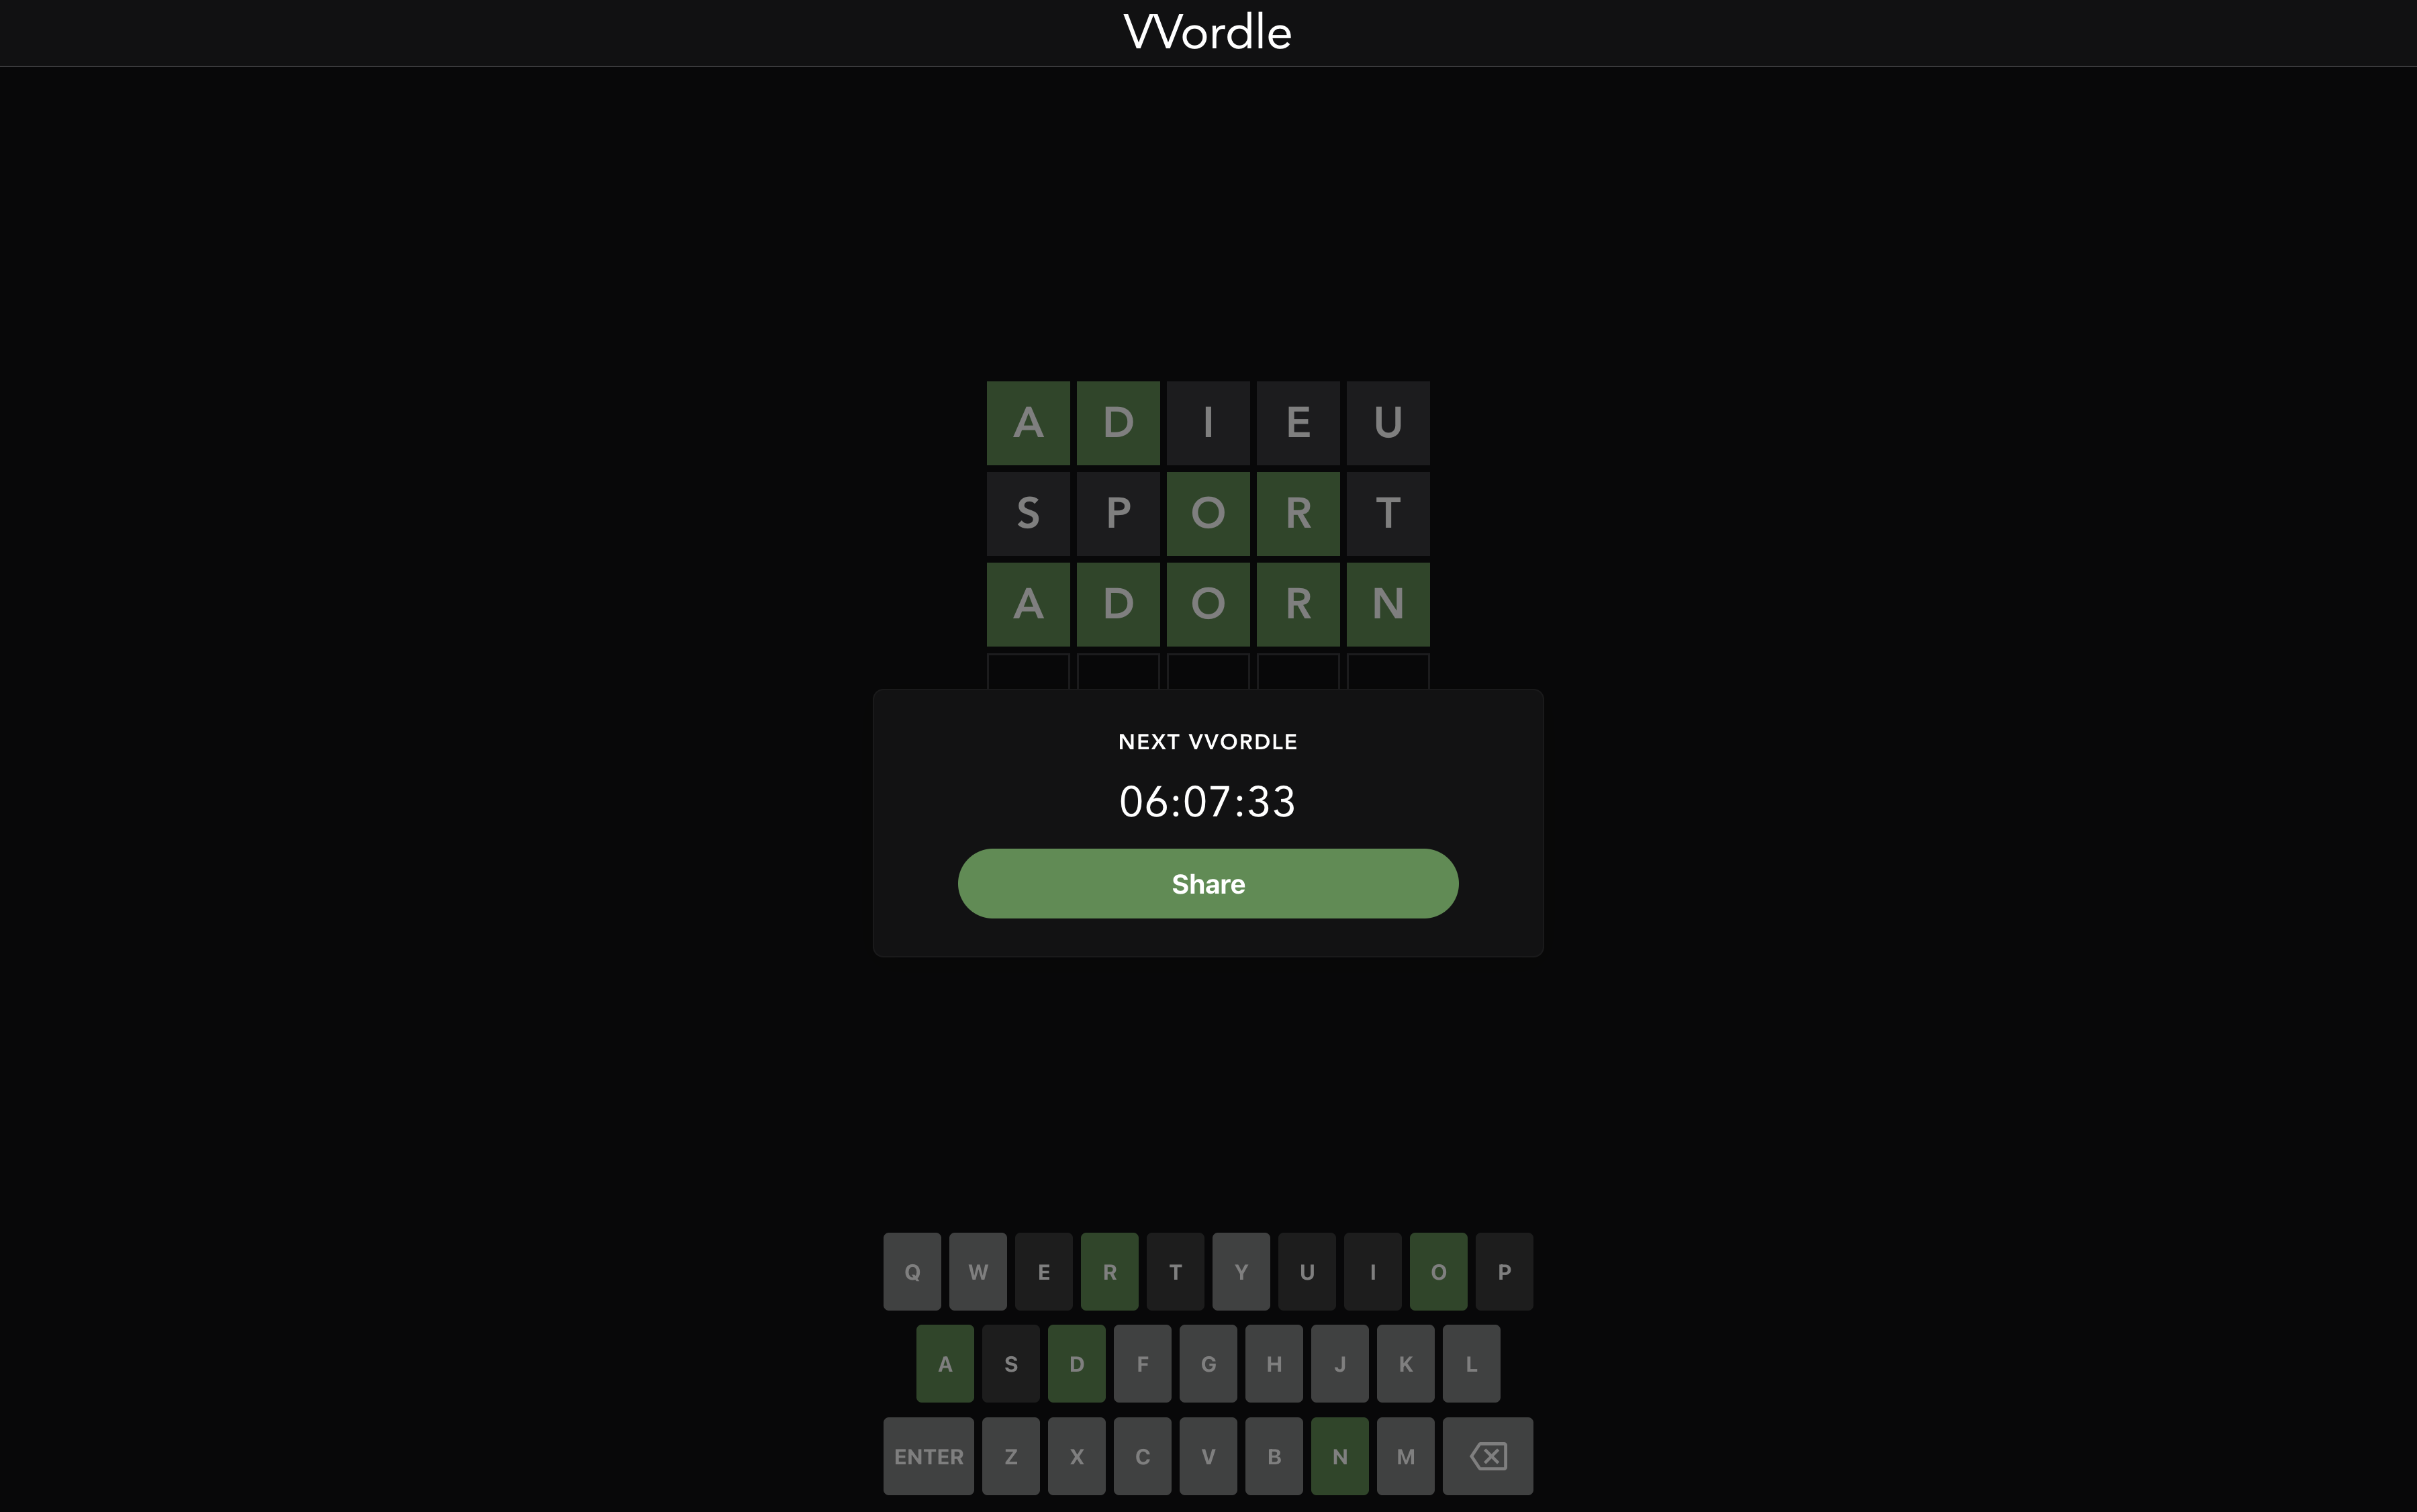 VVordle
A D I E U
S P O R T
A D O R N
NEXT VVORDLE
06:07:33
Share
Q W E R T Y U I O P
A S D F G H J K L
ENTER Z X C V B N M